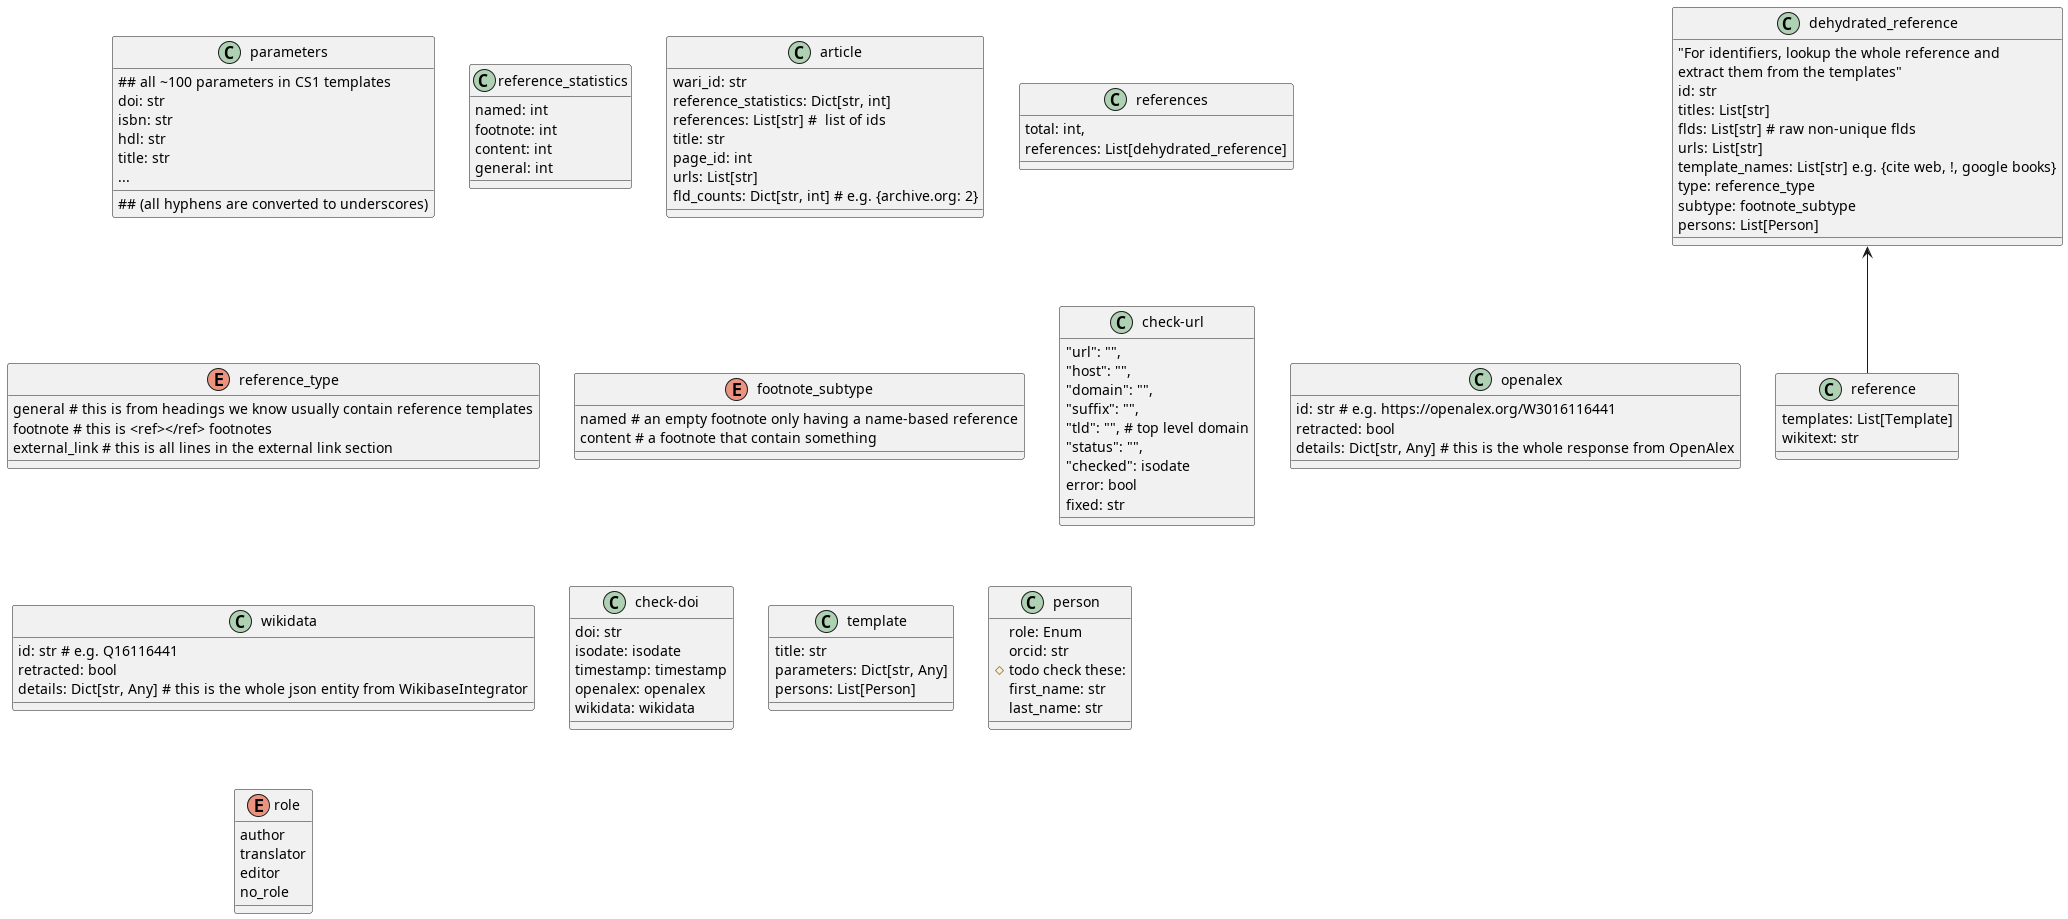 C parameters
## all ~100 parameters in CS1 templates
doi: str
isbn: str
hdl: str
title: str
...
## (all hyphens are converted to underscores)
C reference_statistics
named: int
footnote: int
content: int
general: int
C article
wari_id: str
reference_statistics: Dict[str, int]
references: List[str] #  list of ids
title: str
page_id: int
urls: List[str]
fld_counts: Dict[str, int] # e.g. {archive.org: 2}
C references
total: int,
references: List[dehydrated_reference]
C dehydrated_reference
"For identifiers, lookup the whole reference and
extract them from the templates"
id: str
titles: List[str]
flds: List[str] # raw non-unique flds
urls: List[str]
template_names: List[str] e.g. {cite web, !, google books}
type: reference_type
subtype: footnote_subtype
persons: List[Person]
E reference_type
general # this is from headings we know usually contain reference templates
footnote # this is <ref></ref> footnotes
external_link # this is all lines in the external link section
E footnote_subtype
named # an empty footnote only having a name-based reference
content # a footnote that contain something
C check-url
"url": "",
"host": "",
"domain": "",
"suffix": "",
"tld": "", # top level domain
"status": "",
"checked": isodate
error: bool
fixed: str
C openalex
id: str # e.g. https://openalex.org/W3016116441
retracted: bool
details: Dict[str, Any] # this is the whole response from OpenAlex
C reference
templates: List[Template]
wikitext: str
C wikidata
id: str # e.g. Q16116441
retracted: bool
details: Dict[str, Any] # this is the whole json entity from WikibaseIntegrator
C check-doi
doi: str
isodate: isodate
timestamp: timestamp
openalex: openalex
wikidata: wikidata
C template
title: str
parameters: Dict[str, Any]
persons: List[Person]
C person
role: Enum
orcid: str
todo check these:
first_name: str
last_name: str
E role
author
translator
editor
no_role